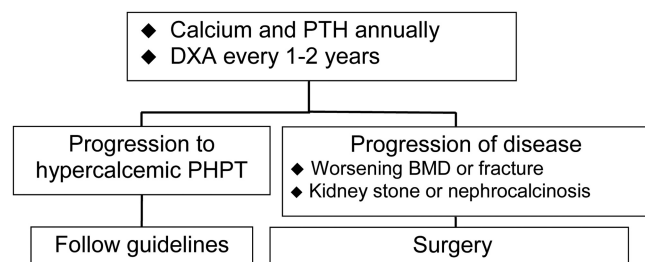 ◆ Calcium and PTH annually
◆ DXA every 1-2 years
Progression to
hypercalcemic PHPT
Progression of disease
◆ Worsening BMD or fracture
◆ Kidney stone or nephrocalcinosis
Follow guidelines
Surgery